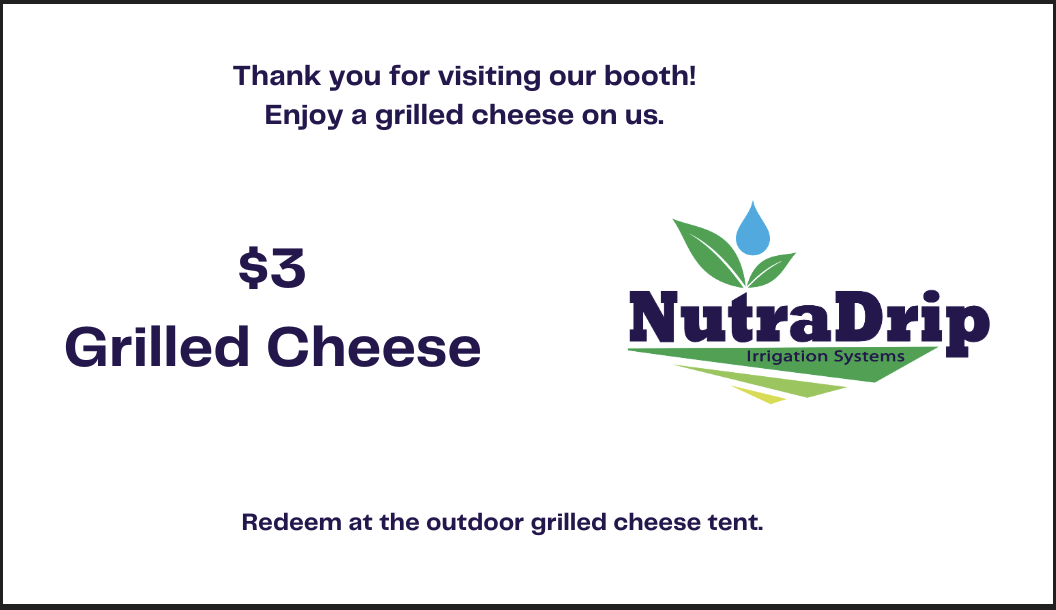 Thank you for visiting our booth!
Enjoy a grilled cheese on us.
$3
Grilled Cheese
NutraDrip
Irrigation Systems
Redeem at the outdoor grilled cheese tent.